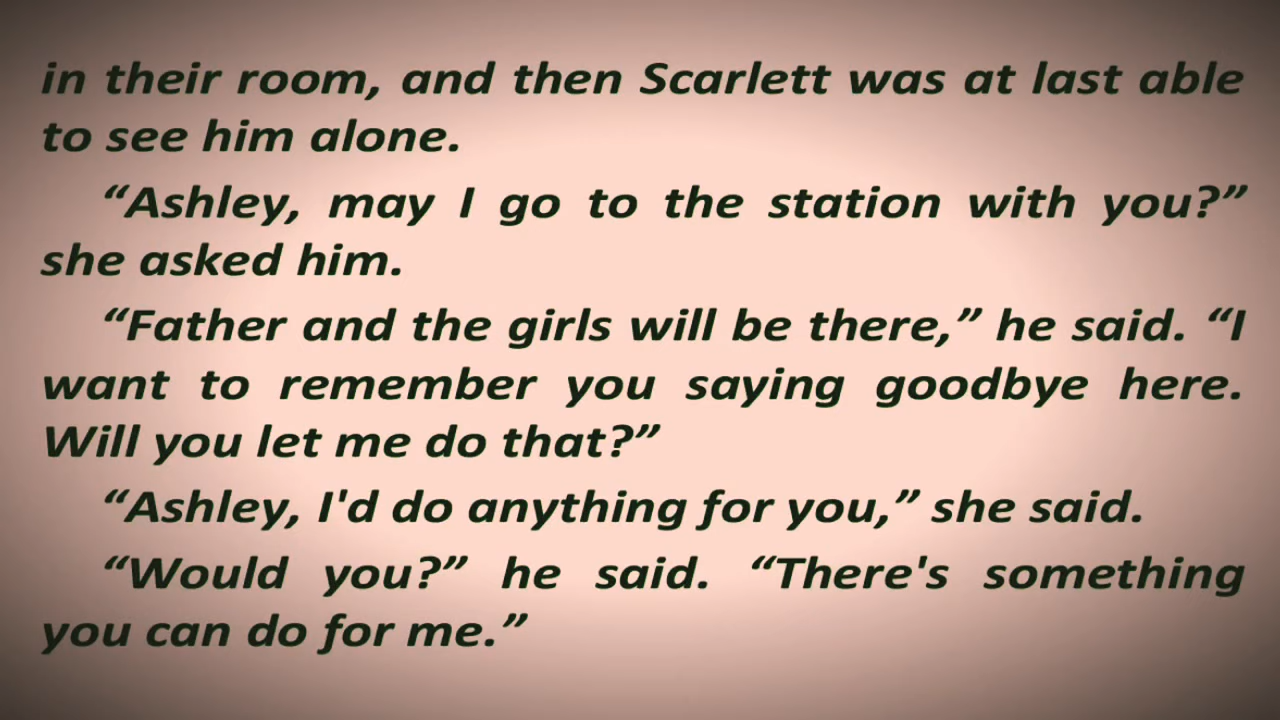 in their room, and then Scarlett was at last able
to see him alone.
“Ashley, may I go to the station with you?”
she asked him.
“Father and the girls will be there,” he said. “I
want to remember you saying goodbye here.
Will you let me do that?”
“Ashley, I'd do anything for you,” she said.
“Would you?” he said. “There's something
you can do for me.”